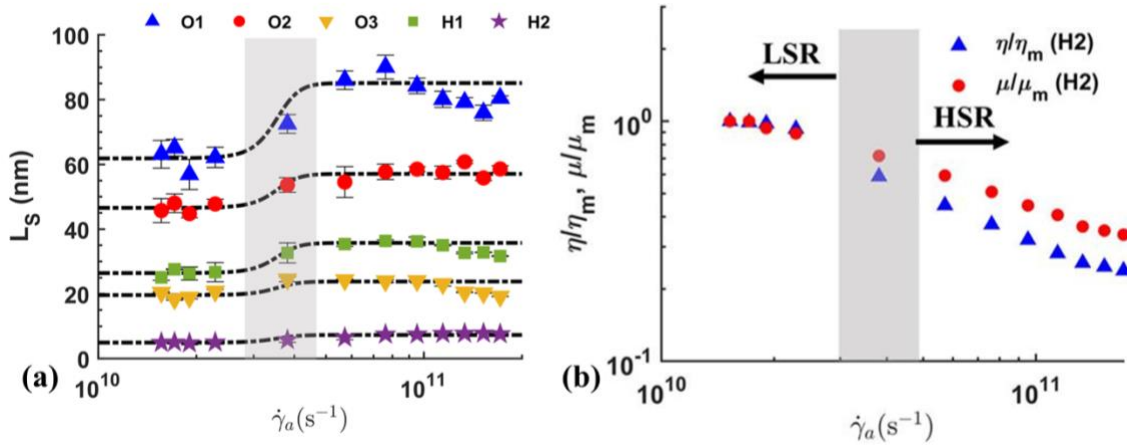 O1 O2 O3 H1 H2
100
80
60
40
20
0
L_S (nm)
10^10 10^11
γ̇_a(s⁻¹)
(a)
LSR
HSR
η/η_m (H2)
μ/μ_m (H2)
10^0
10^-1
η/η_m, μ/μ_m
10^10 10^11
γ̇_a(s⁻¹)
(b)